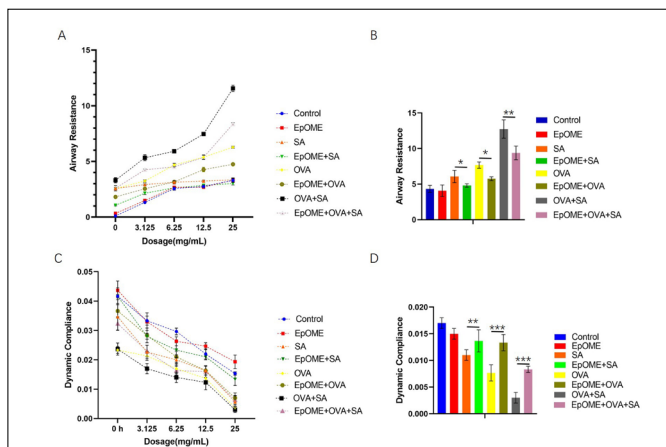 A
Airway Resistance
15
10
5
0
0 3.125 6.25 12.5 25
Dosage(mg/mL)
Control
EpOME
SA
EpOME+SA
OVA
EpOME+OVA
OVA+SA
EpOME+OVA+SA
B
Airway Resistance
15
10
5
0
* * **
Control
EpOME
SA
EpOME+SA
OVA
EpOME+OVA
OVA+SA
EpOME+OVA+SA
C
Dynamic Compliance
0.05
0.04
0.03
0.02
0.01
0.00
0 h 3.125 6.25 12.5 25
Dosage(mg/mL)
Control
EpOME
SA
EpOME+SA
OVA
EpOME+OVA
OVA+SA
EpOME+OVA+SA
D
Dynamic Compliance
0.020
0.015
0.010
0.005
0.000
** *** ***
Control
EpOME
SA
EpOME+SA
OVA
EpOME+OVA
OVA+SA
EpOME+OVA+SA